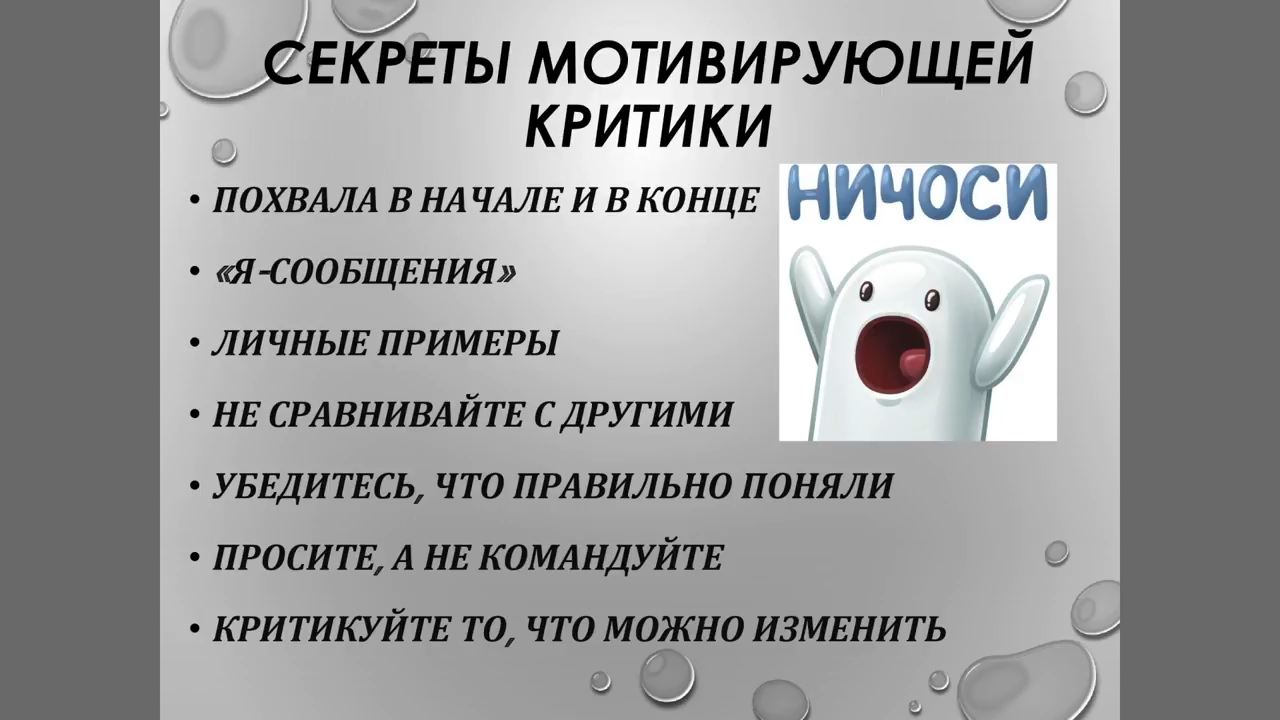 СЕКРЕТЫ МОТИВИРУЮЩЕЙ
КРИТИКИ
• ПОХВАЛА В НАЧАЛЕ И В КОНЦЕ
НИЧОСИ
• «Я-СООБЩЕНИЯ»
• ЛИЧНЫЕ ПРИМЕРЫ
• НЕ СРАВНИВАЙТЕ С ДРУГИМИ
• УБЕДИТЕСЬ, ЧТО ПРАВИЛЬНО ПОНЯЛИ
• ПРОСИТЕ, А НЕ КОМАНДУЙТЕ
• КРИТИКУЙТЕ ТО, ЧТО МОЖНО ИЗМЕНИТЬ